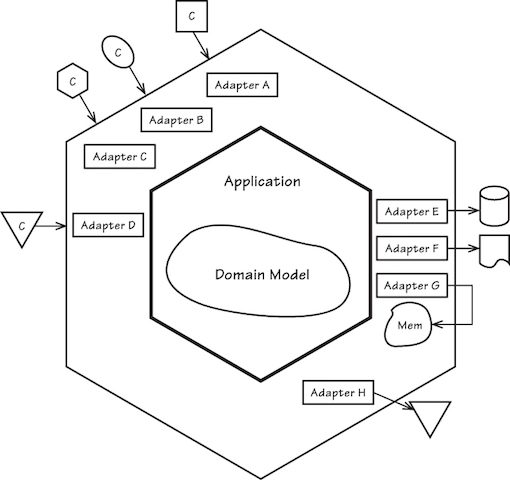 C
C
C
Adapter A
Adapter B
Adapter C
Application
C
Adapter D
Adapter E
Adapter F
Domain Model
Adapter G
Mem
Adapter H